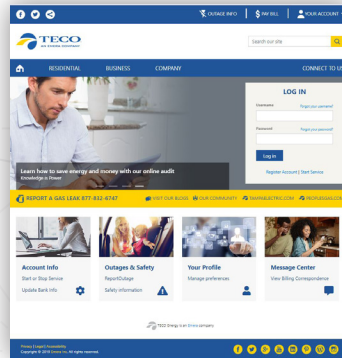 OUTAGE INFO PAY BILL YOUR ACCOUNT
TECO
AN EMERA COMPANY
Search our site
RESIDENTIAL BUSINESS COMPANY CONNECT TO US
LOG IN
Username Forgot your username?
Password Forgot your password?
Log in
Register Account | Start Service
Learn how to save energy and money with our online audit
Knowledge is Power
REPORT A GAS LEAK 877-832-6747 VISIT OUR BLOGS OUR COMMUNITY TAMPAELECTRIC.COM PEOPLESGAS.COM
Account Info
Start or Stop Service
Update Bank Info
Outages & Safety
ReportOutage
Safety information
Your Profile
Manage preferences
Message Center
View Billing Correspondence
TECO Energy is an Emera company
Privacy | Legal | Accessibility
Copyright © 2019 Emera Inc. All rights reserved.